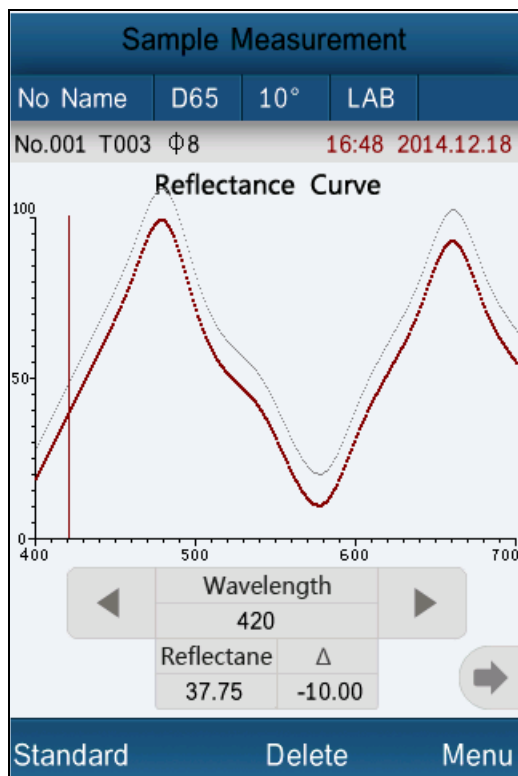 Sample Measurement
No Name D65 10° LAB
No.001 T003 Φ8 16:48 2014.12.18
Reflectance Curve
100
50
0
400 500 600 700
Wavelength
420
Reflectane Δ
37.75 -10.00
Standard Delete Menu